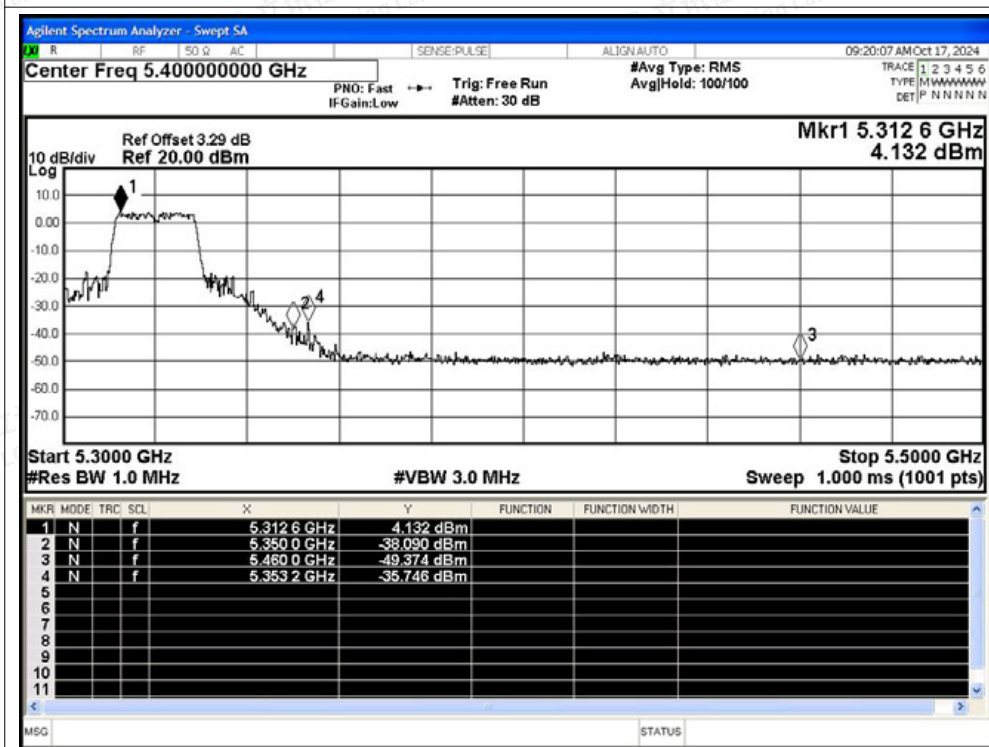 Agilent Spectrum Analyzer - Swept SA
R RF 50 Ω AC SENSE:PULSE ALIGN AUTO 09:20:07 AM Oct 17, 2024
Center Freq 5.400000000 GHz #Avg Type: RMS TRACE 1 2 3 4 5 6
PNO: Fast Trig: Free Run Avg|Hold: 100/100 TYPE M WWWWW
IFGain:Low #Atten: 30 dB DET P N N N N N
Mkr1 5.312 6 GHz
Ref Offset 3.29 dB
10 dB/div Ref 20.00 dBm 4.132 dBm
Log
10.0
1
0.00
-10.0
-20.0
-30.0
2 4
-40.0
3
-50.0
-60.0
-70.0
Start 5.3000 GHz Stop 5.5000 GHz
#Res BW 1.0 MHz #VBW 3.0 MHz Sweep 1.000 ms (1001 pts)
MKR MODE TRC SCL X Y FUNCTION FUNCTION WIDTH FUNCTION VALUE
1 N f 5.312 6 GHz 4.132 dBm
2 N f 5.350 0 GHz -38.090 dBm
3 N f 5.460 0 GHz -49.374 dBm
4 N f 5.353 2 GHz -35.746 dBm
5
6
7
8
9
10
11
MSG STATUS